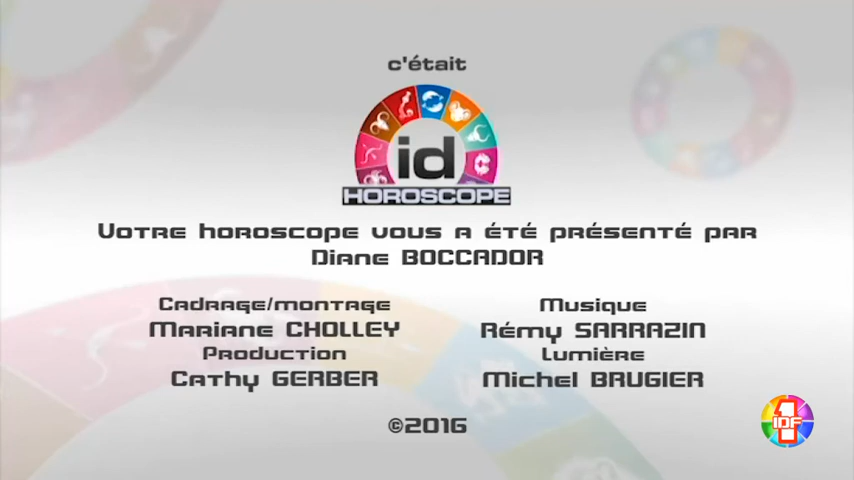 c'était
id
HOROSCOPE
Votre horoscope vous a été présenté par
Diane BOCCADOR
Cadrage/montage
Mariane CHOLLEY
Production
Cathy GERBER
Musique
Rémy SARRAZIN
Lumière
Michel BRUGIER
©2016
1
IDF